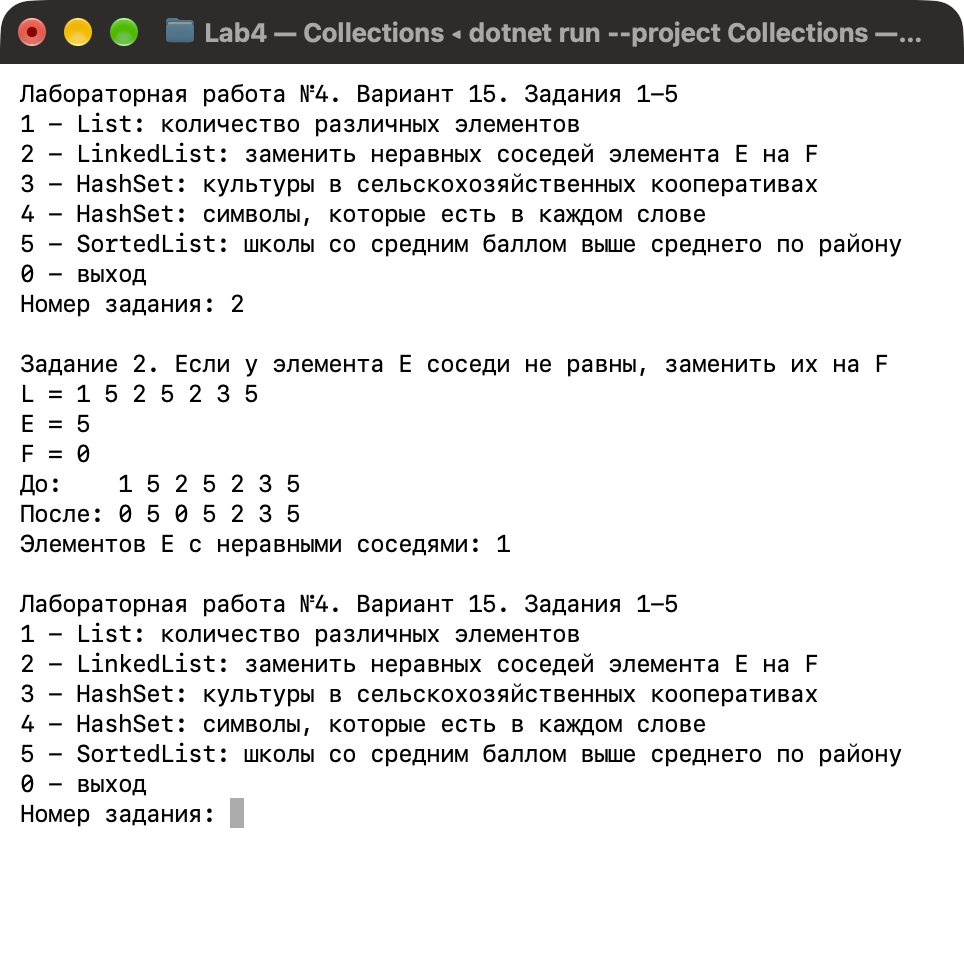 Lab4 — Collections ◂ dotnet run --project Collections —...
Лабораторная работа №4. Вариант 15. Задания 1–5
1 – List: количество различных элементов
2 – LinkedList: заменить неравных соседей элемента E на F
3 – HashSet: культуры в сельскохозяйственных кооперативах
4 – HashSet: символы, которые есть в каждом слове
5 – SortedList: школы со средним баллом выше среднего по району
0 – выход
Номер задания: 2
Задание 2. Если у элемента E соседи не равны, заменить их на F
L = 1 5 2 5 2 3 5
E = 5
F = 0
До:    1 5 2 5 2 3 5
После: 0 5 0 5 2 3 5
Элементов E с неравными соседями: 1
Лабораторная работа №4. Вариант 15. Задания 1–5
1 – List: количество различных элементов
2 – LinkedList: заменить неравных соседей элемента E на F
3 – HashSet: культуры в сельскохозяйственных кооперативах
4 – HashSet: символы, которые есть в каждом слове
5 – SortedList: школы со средним баллом выше среднего по району
0 – выход
Номер задания: